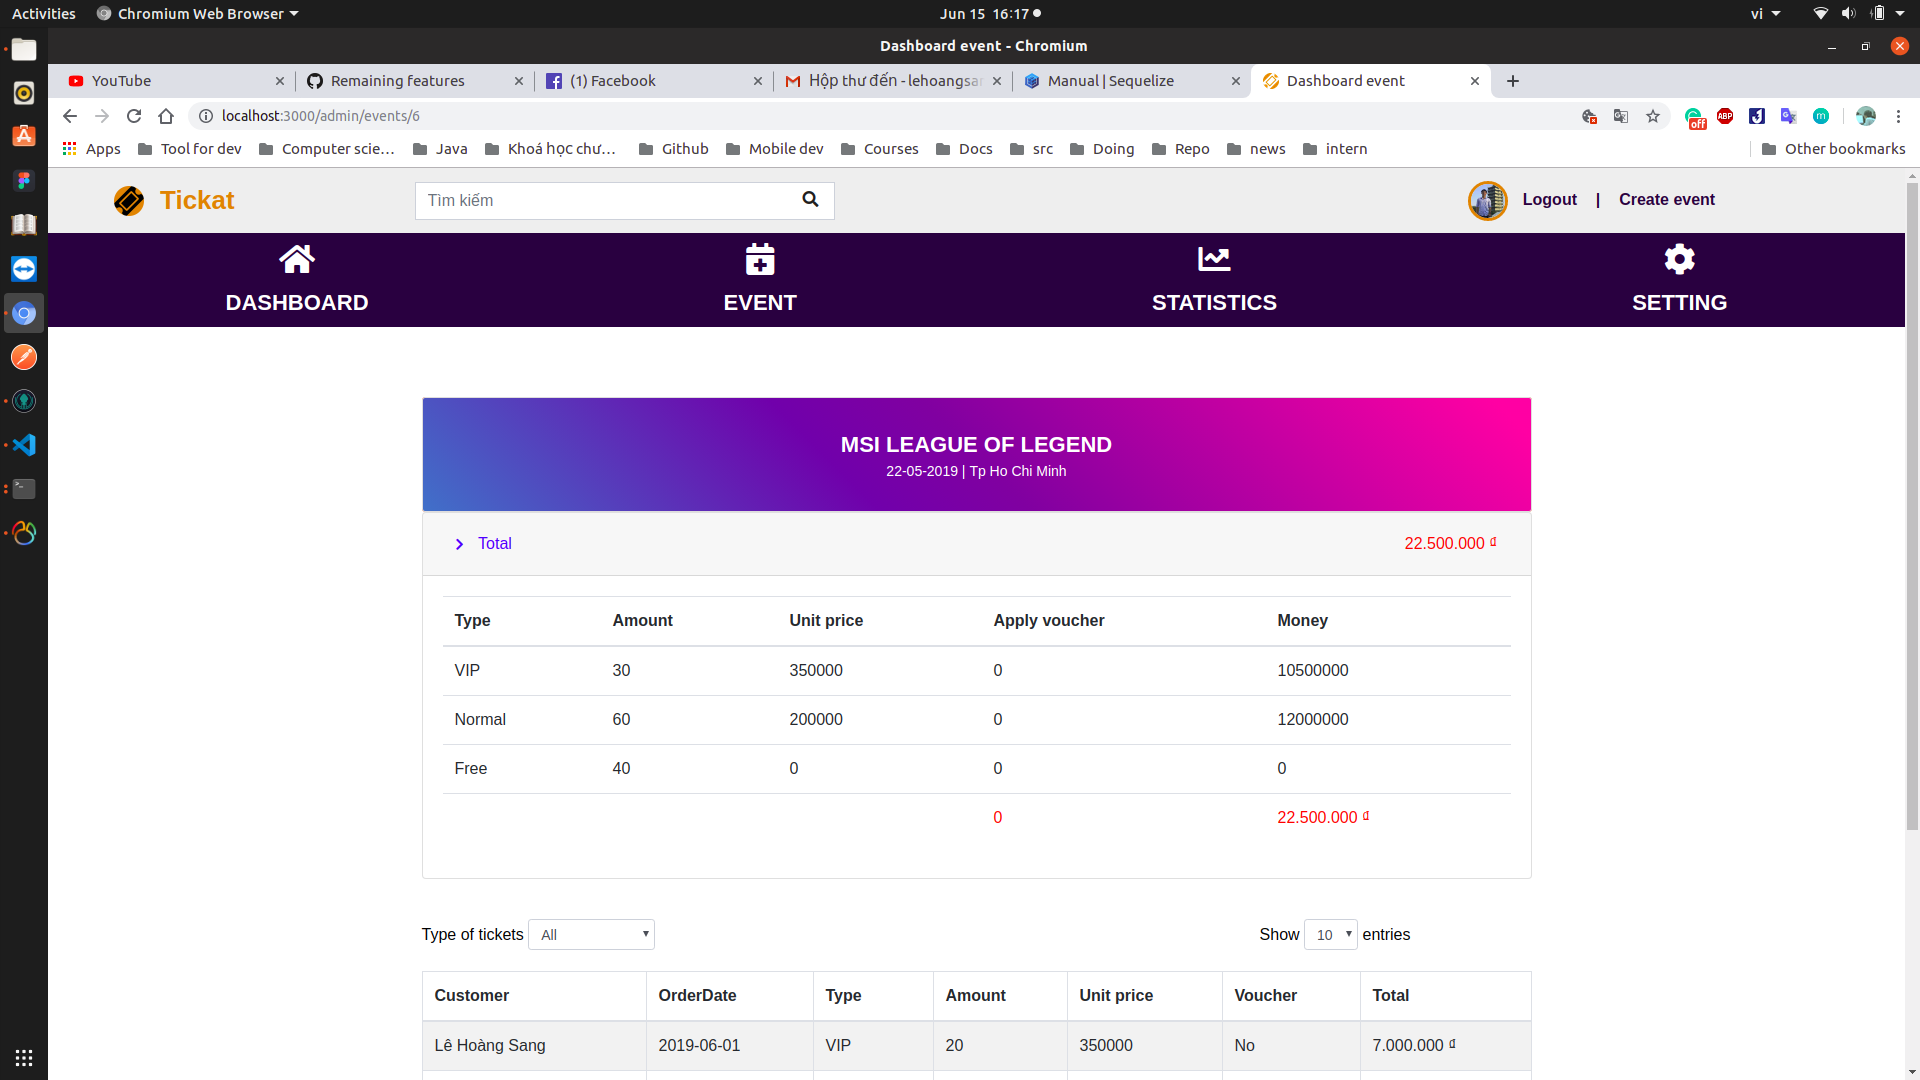 Activities Chromium Web Browser Jun 15 16:17 vi
Dashboard event - Chromium
YouTube Remaining features (1) Facebook Hộp thư đến - lehoangsan Manual | Sequelize Dashboard event
localhost:3000/admin/events/6 off ABP m
Apps Tool for dev Computer scie… Java Khoá học chư… Github Mobile dev Courses Docs src Doing Repo news intern Other bookmarks
Tickat Tìm kiếm Logout | Create event
DASHBOARD EVENT STATISTICS SETTING
MSI LEAGUE OF LEGEND
22-05-2019 | Tp Ho Chi Minh
Total 22.500.000 ₫
Type Amount Unit price Apply voucher Money
VIP 30 350000 0 10500000
Normal 60 200000 0 12000000
Free 40 0 0 0
0 22.500.000 ₫
Type of tickets All Show 10 entries
Customer OrderDate Type Amount Unit price Voucher Total
Lê Hoàng Sang 2019-06-01 VIP 20 350000 No 7.000.000 ₫